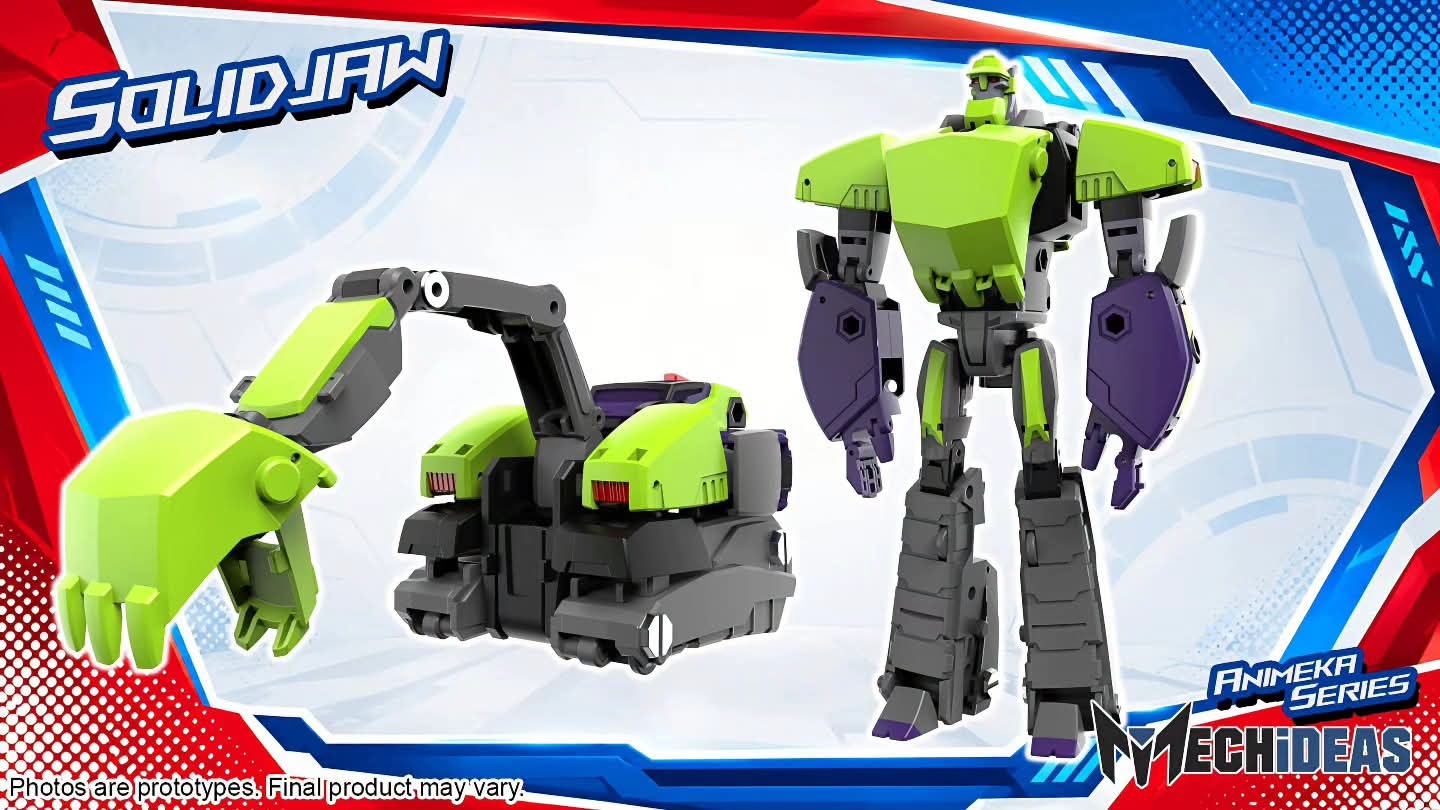 SOLIDJAW
ANIMEKA
SERIES
MECHiDEAS
Photos are prototypes. Final product may vary.